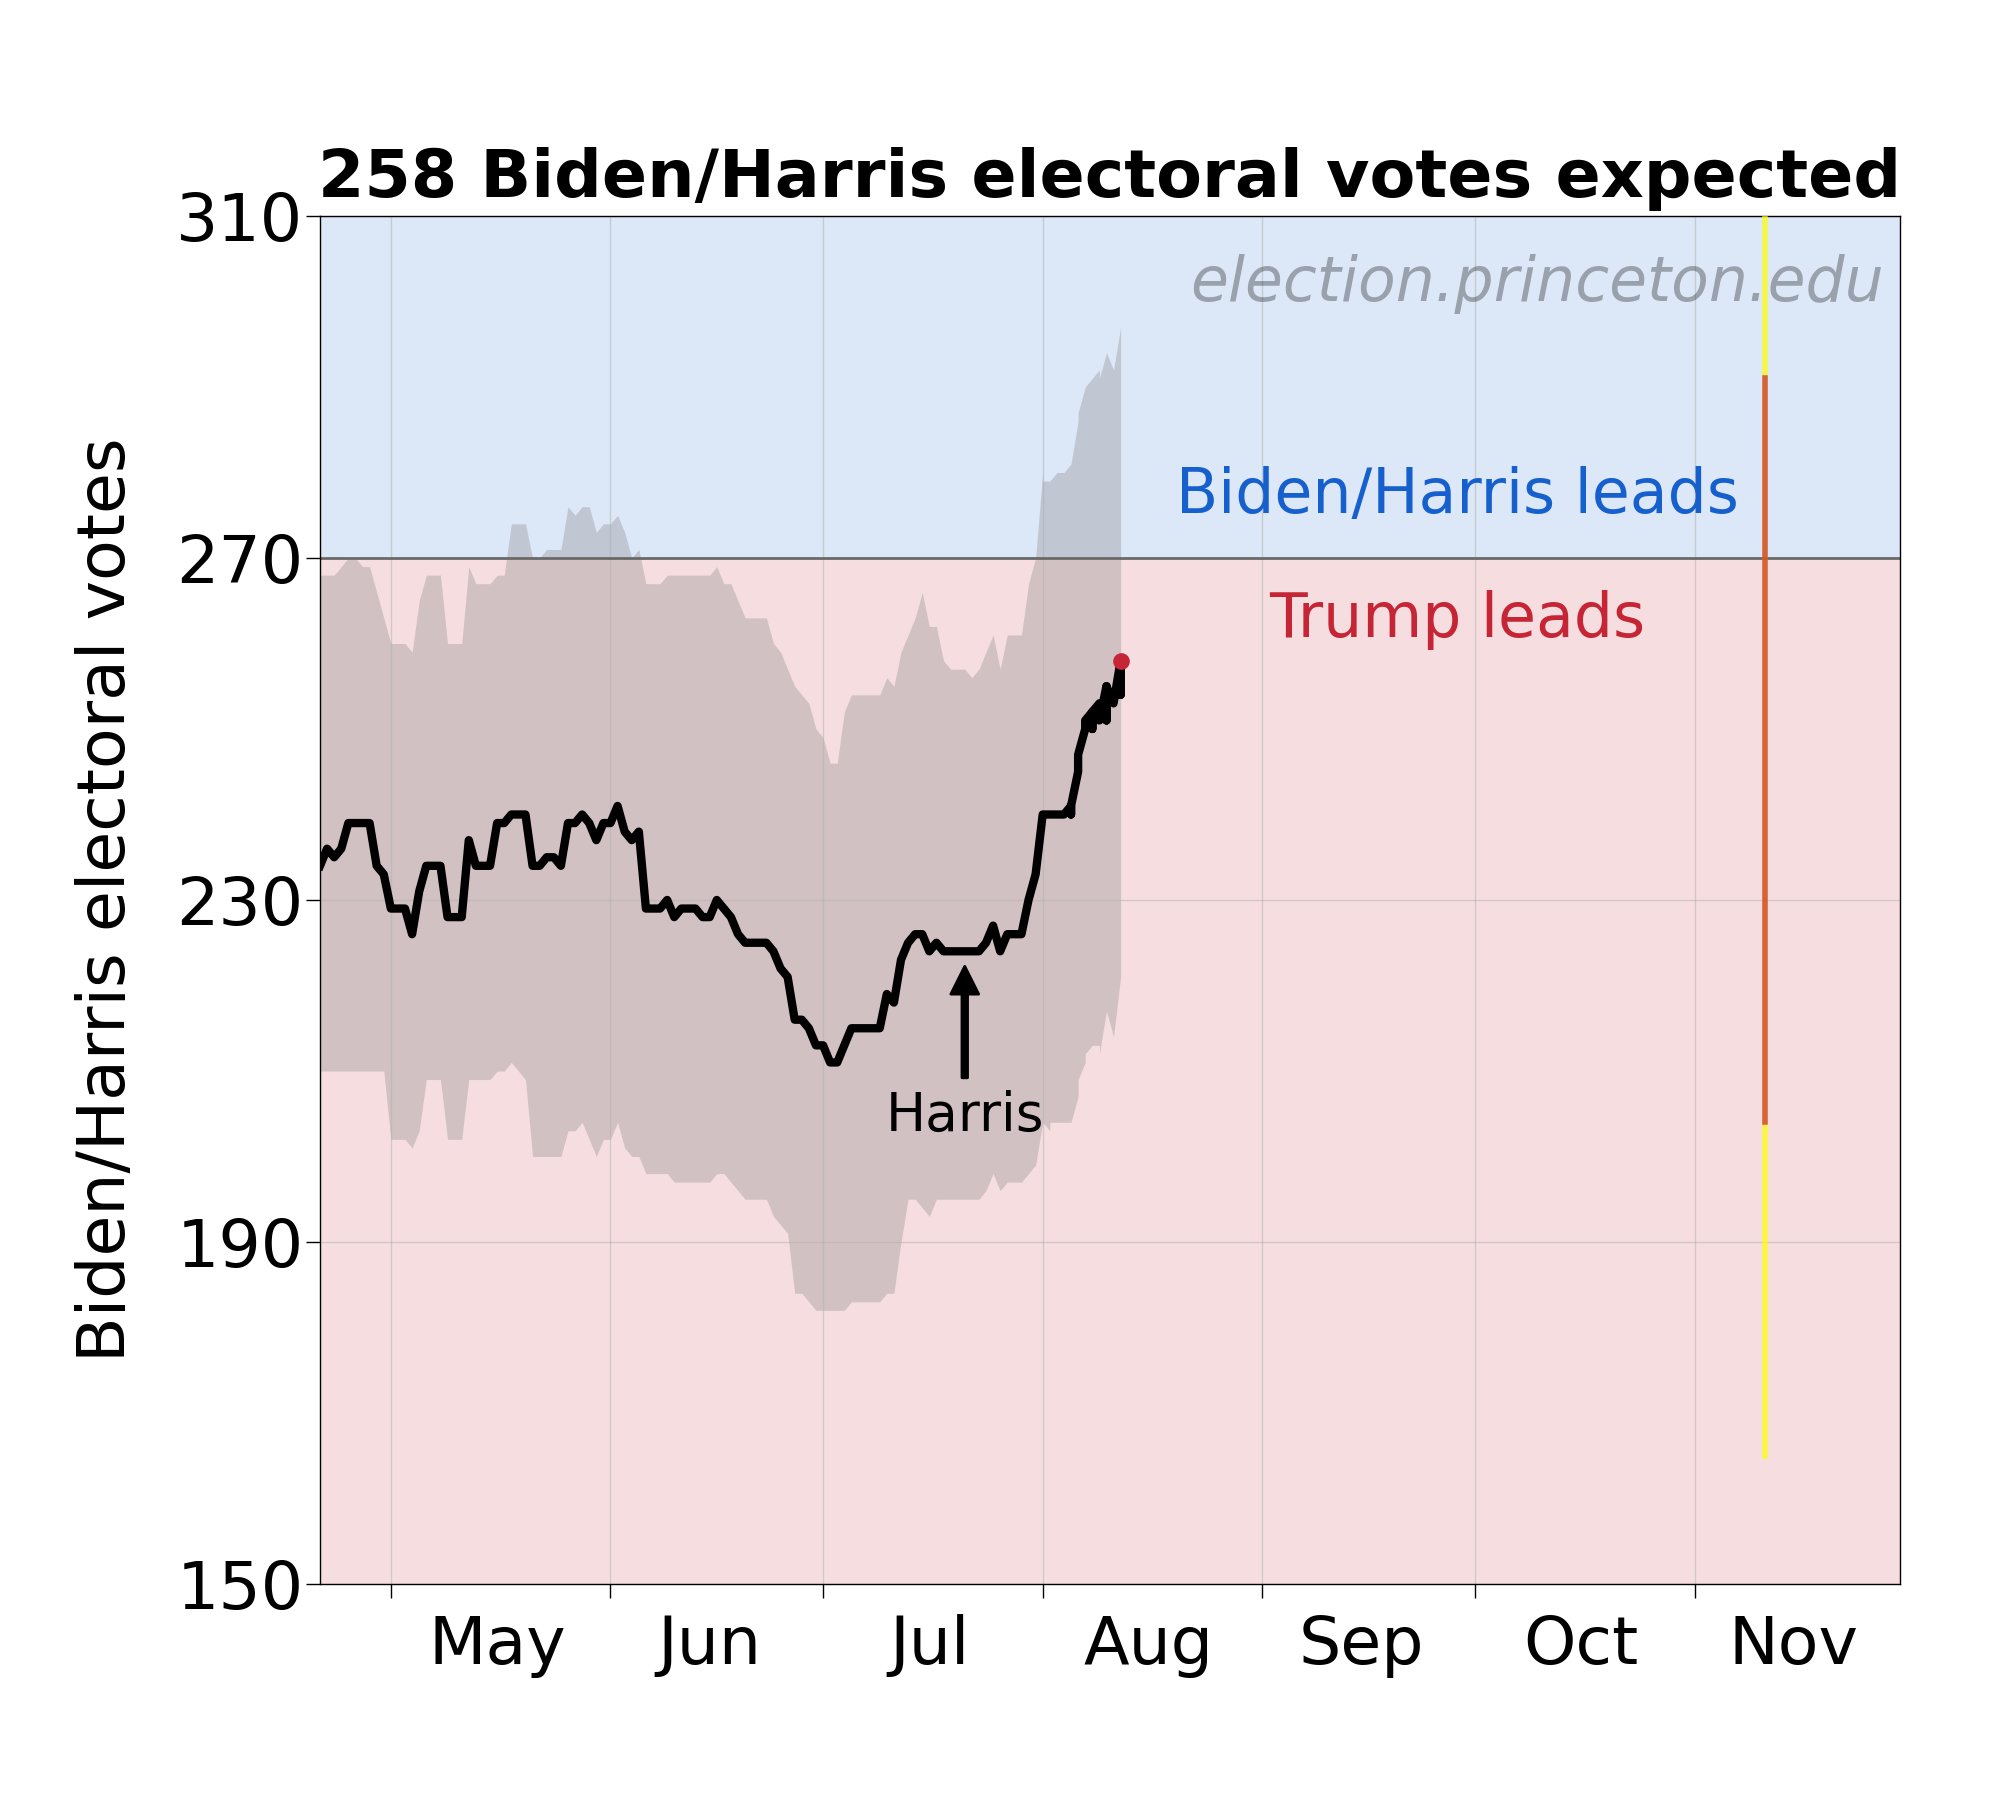 258 Biden/Harris electoral votes expected
310
election.princeton.edu
Biden/Harris leads
270
Trump leads
Biden/Harris electoral votes
230
Harris
190
150
May Jun Jul Aug Sep Oct Nov